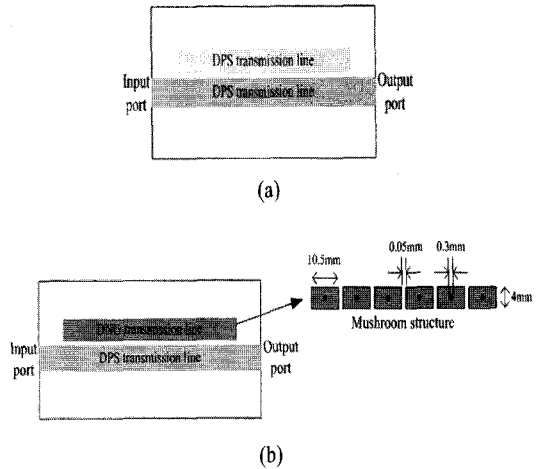 DPS transmission line
Input port
DPS transmission line
Output port
(a)
10.5mm
0.05mm
0.3mm
4mm
Mushroom structure
DNG transmission line
Input port
DPS transmission line
Output port
(b)